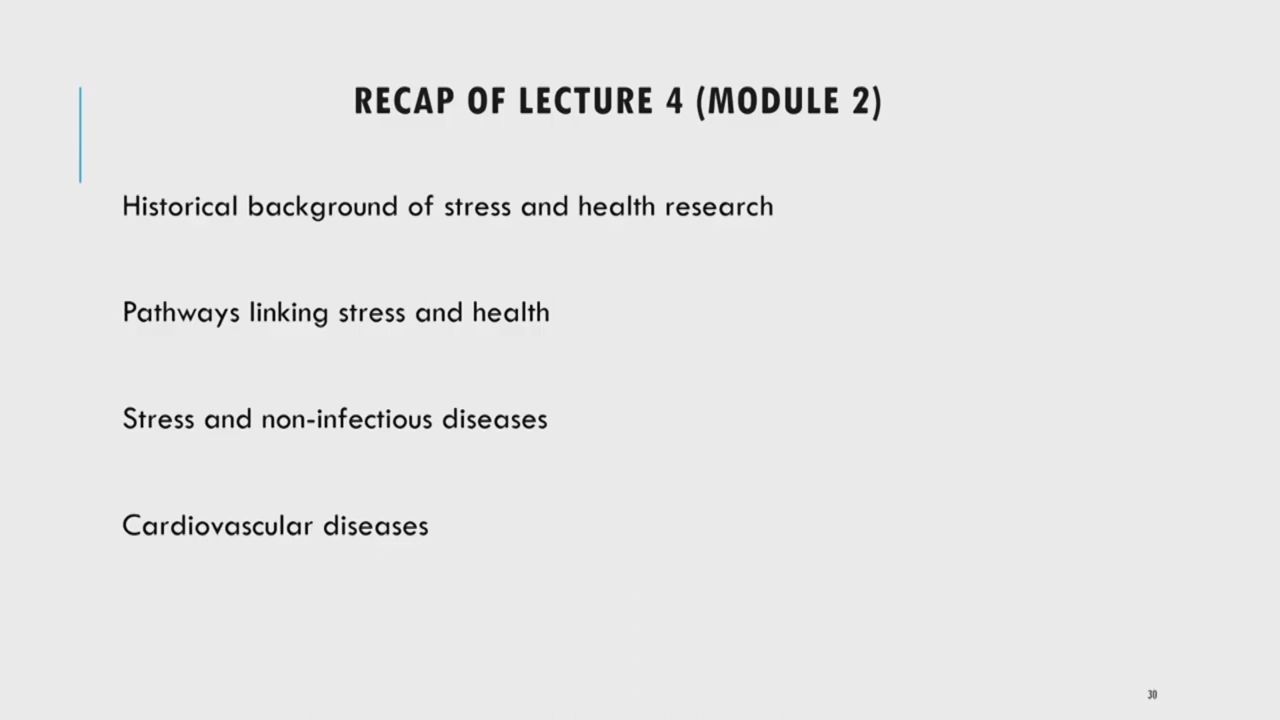 RECAP OF LECTURE 4 (MODULE 2)
Historical background of stress and health research
Pathways linking stress and health
Stress and non-infectious diseases
Cardiovascular diseases
30